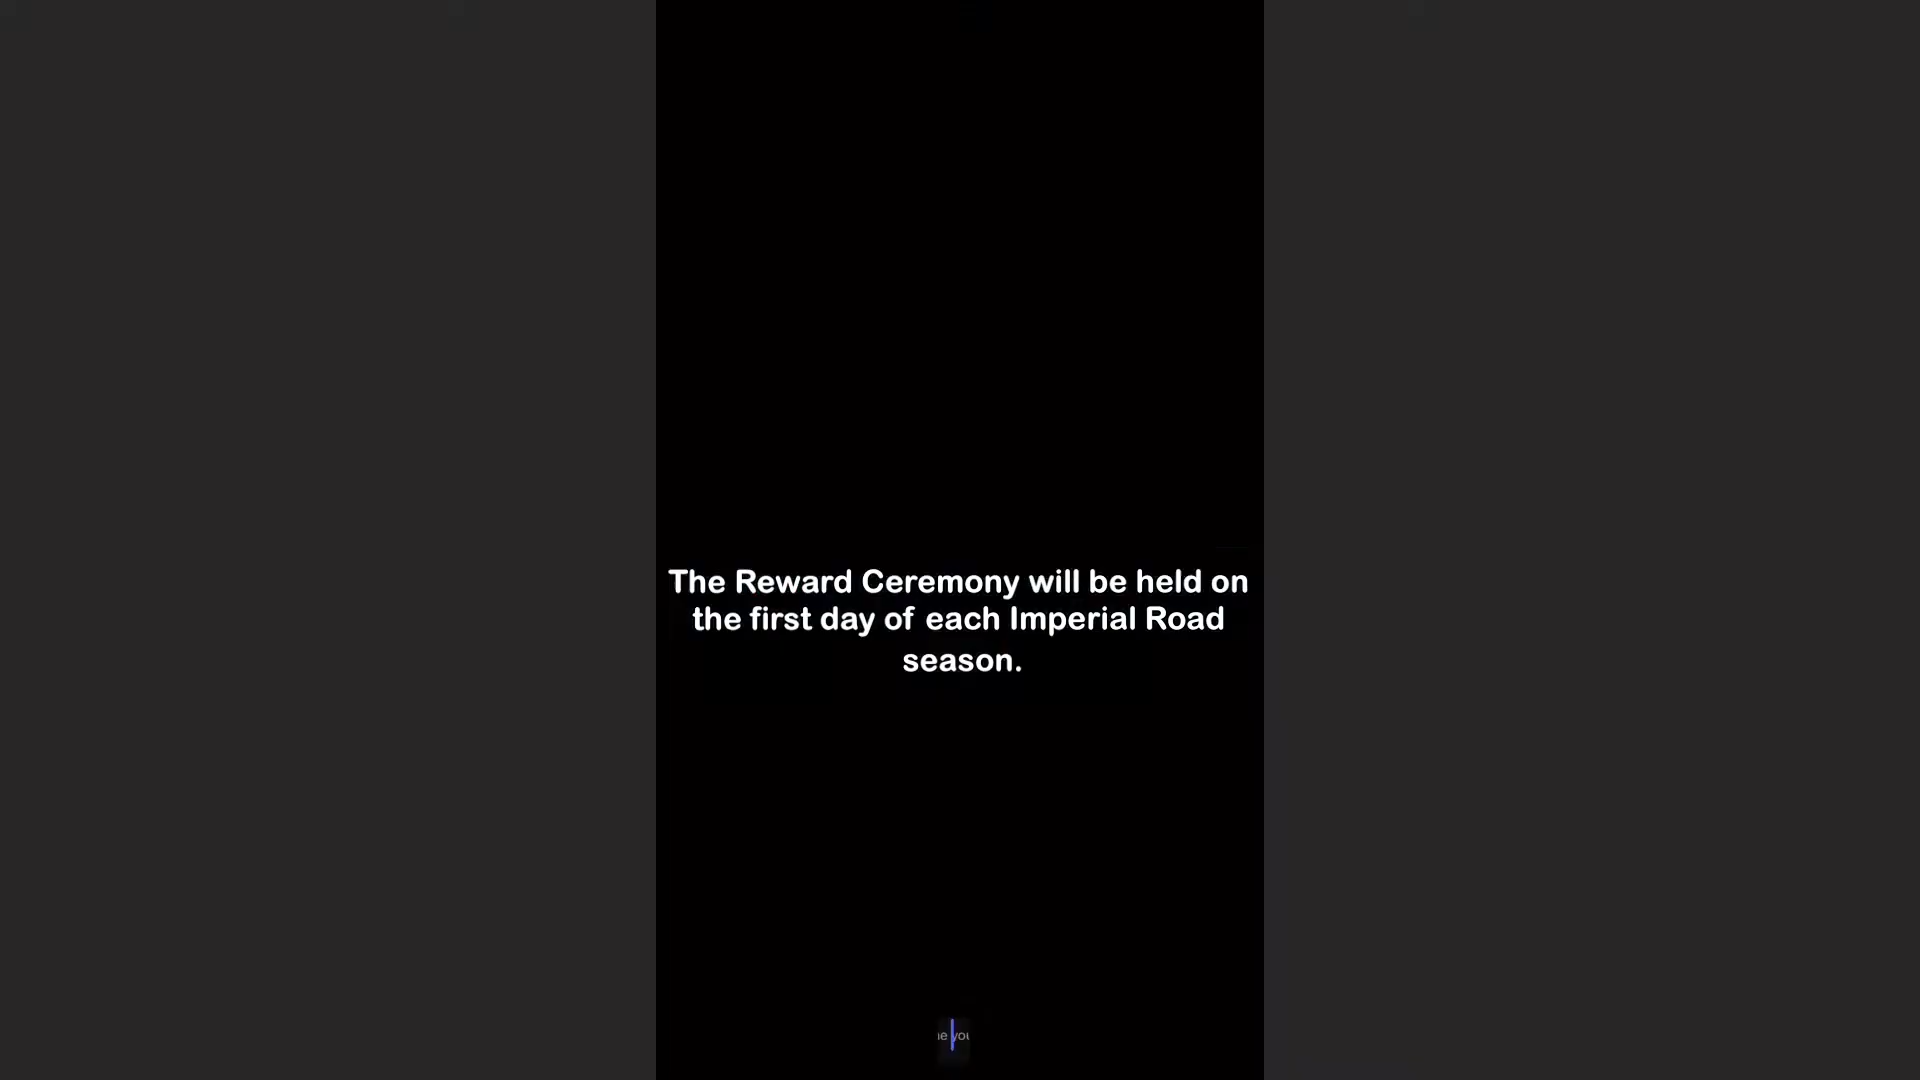 The Reward Ceremony will be held on
the first day of each Imperial Road
season.